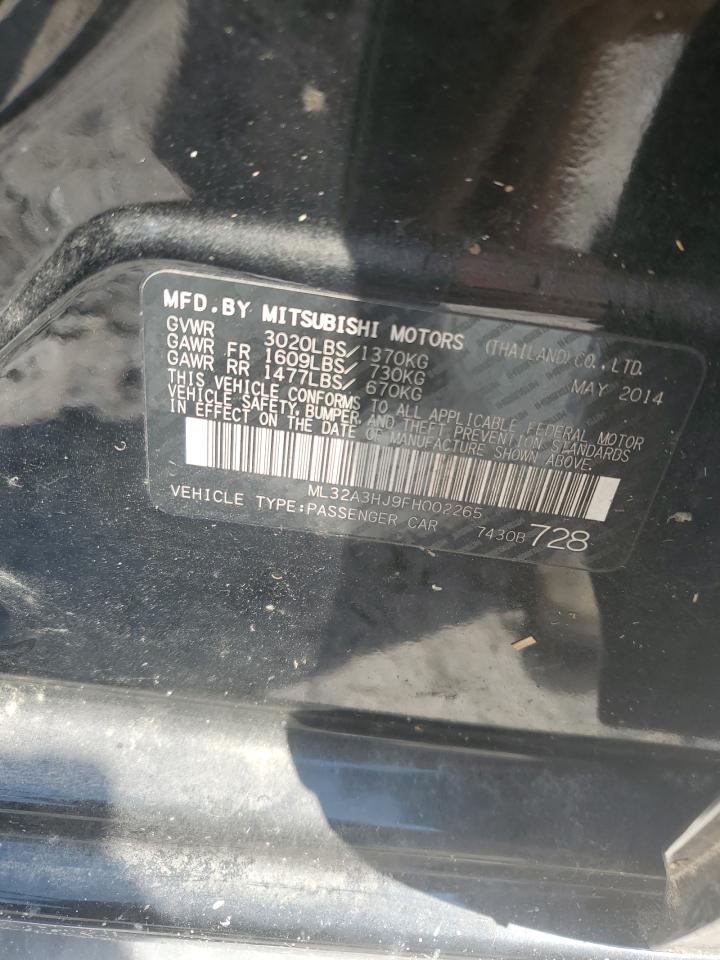 MFD.BY MITSUBISHI MOTORS (THAILAND) CO., LTD.
GVWR 3020LBS/1370KG MAY 2014
GAWR FR 1609LBS/ 730KG
GAWR RR 1477LBS/ 670KG
THIS VEHICLE CONFORMS TO ALL APPLICABLE FEDERAL MOTOR
VEHICLE SAFETY, BUMPER, AND THEFT PREVENTION STANDARDS
IN EFFECT ON THE DATE OF MANUFACTURE SHOWN ABOVE.
ML32A3HJ9FH002265
VEHICLE TYPE:PASSENGER CAR 7430B 728